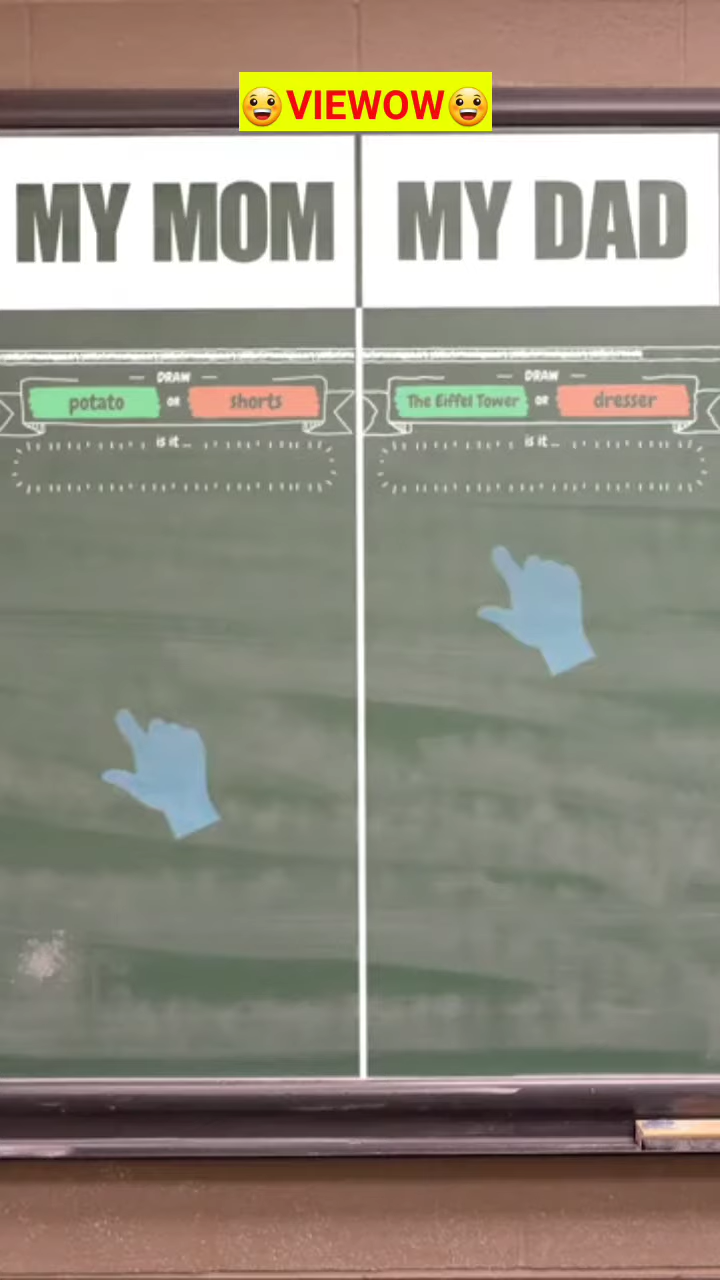 😀VIEWOW😀
MY MOM
DRAW
potato OR shorts
is it...
MY DAD
DRAW
The Eiffel Tower OR dresser
is it...